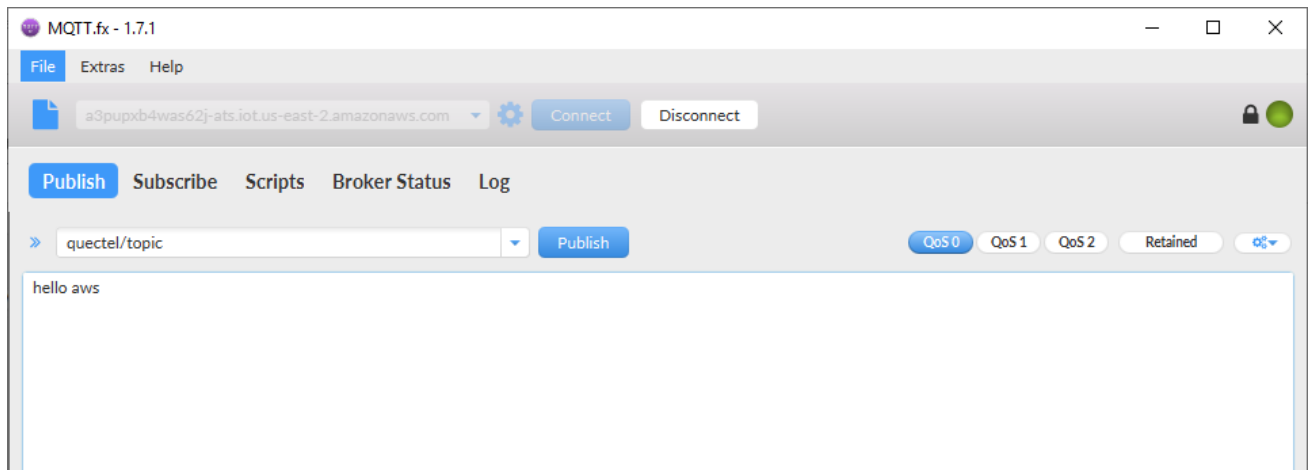 MQTT.fx - 1.7.1
File Extras Help
a3pupxb4was62j-ats.iot.us-east-2.amazonaws.com Connect Disconnect
Publish Subscribe Scripts Broker Status Log
quectel/topic Publish QoS 0 QoS 1 QoS 2 Retained
hello aws